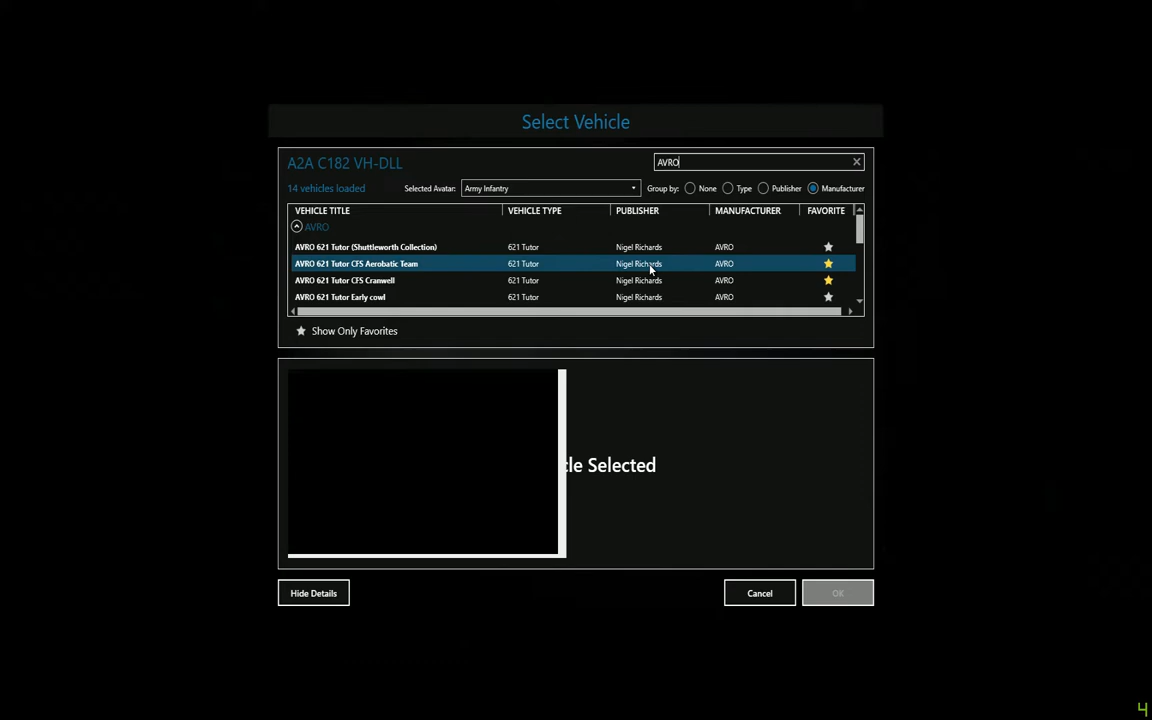 Select Vehicle
A2A C182 VH-DLL
AVRO
14 vehicles loaded Selected Avatar: Army Infantry Group by: None Type Publisher Manufacturer
VEHICLE TITLE VEHICLE TYPE PUBLISHER MANUFACTURER FAVORITE
AVRO
AVRO 621 Tutor (Shuttleworth Collection) 621 Tutor Nigel Richards AVRO
AVRO 621 Tutor CFS Aerobatic Team 621 Tutor Nigel Richards AVRO
AVRO 621 Tutor CFS Cranwell 621 Tutor Nigel Richards AVRO
AVRO 621 Tutor Early cowl 621 Tutor Nigel Richards AVRO
Show Only Favorites
cle Selected
Hide Details Cancel OK
4